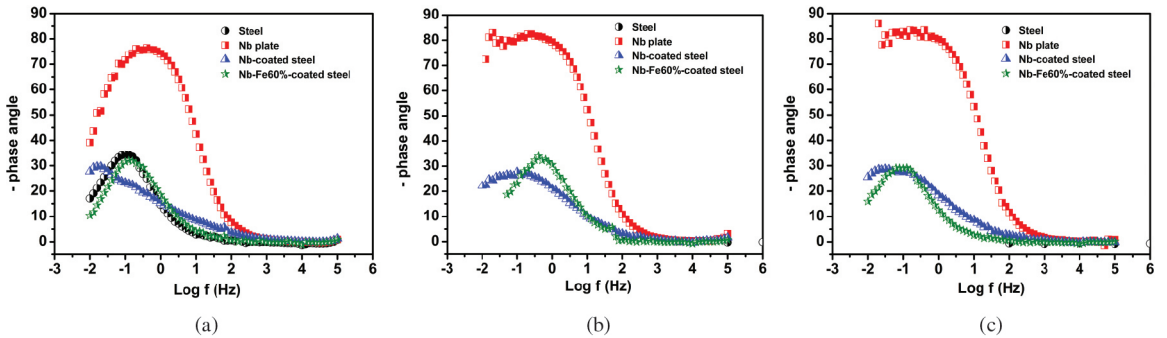 90
80
70
60
50
40
30
20
10
0
- phase angle
-3 -2 -1 0 1 2 3 4 5 6
Log f (Hz)
Steel
Nb plate
Nb-coated steel
Nb-Fe60%-coated steel
(a)
90
80
70
60
50
40
30
20
10
0
- phase angle
-3 -2 -1 0 1 2 3 4 5 6
Log f (Hz)
Steel
Nb plate
Nb-coated steel
Nb-Fe60%-coated steel
(b)
90
80
70
60
50
40
30
20
10
0
- phase angle
-3 -2 -1 0 1 2 3 4 5 6
Log f (Hz)
Steel
Nb plate
Nb-coated steel
Nb-Fe60%-coated steel
(c)